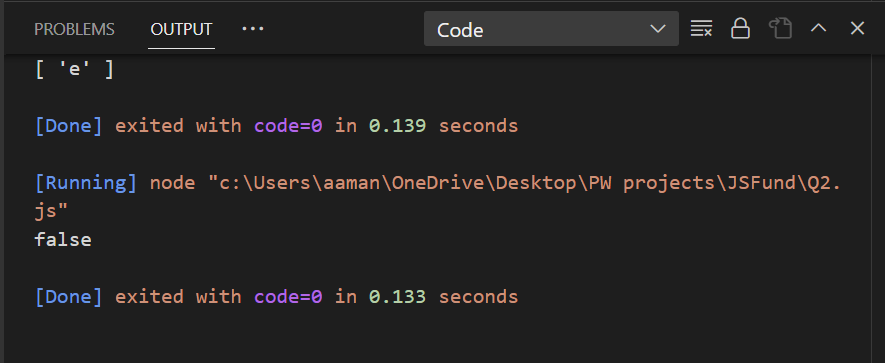 PROBLEMS OUTPUT ••• Code
[ 'e' ]
[Done] exited with code=0 in 0.139 seconds
[Running] node "c:\Users\aaman\OneDrive\Desktop\PW projects\JSFund\Q2.
js"
false
[Done] exited with code=0 in 0.133 seconds